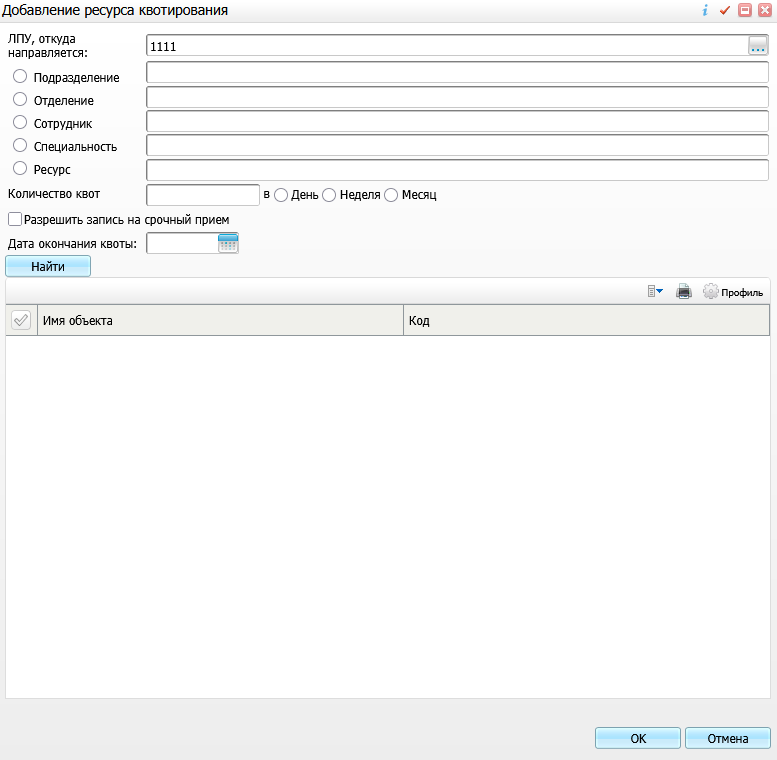 Добавление ресурса квотирования
ЛПУ, откуда
направляется:
1111
Подразделение
Отделение
Сотрудник
Специальность
Ресурс
Количество квот в День Неделя Месяц
Разрешить запись на срочный прием
Дата окончания квоты:
Найти
Профиль
Имя объекта Код
OK Отмена